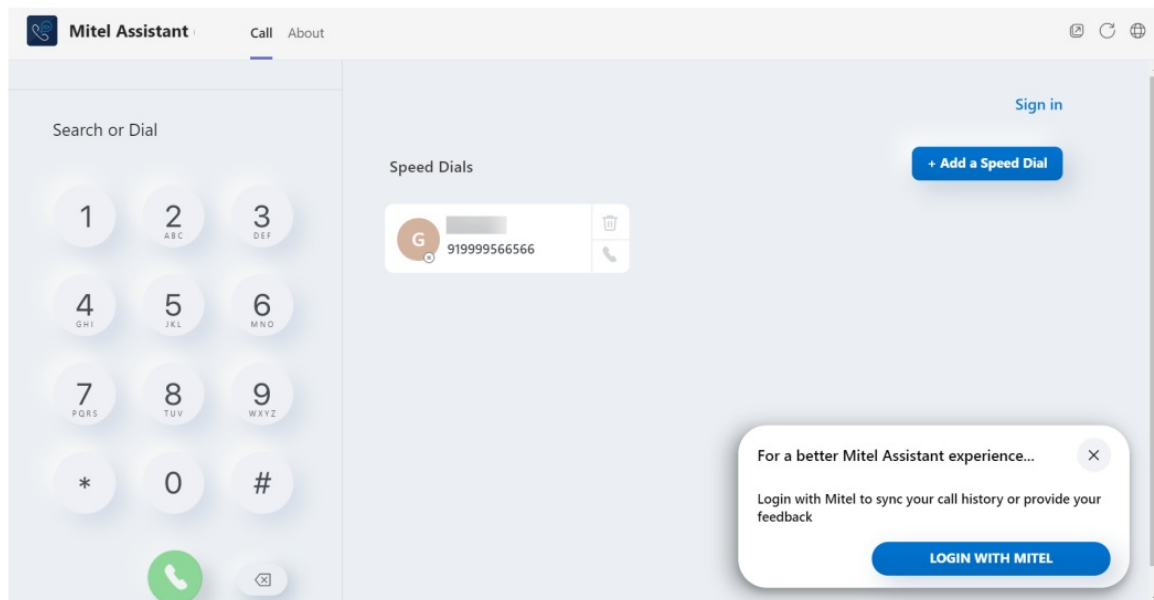 Mitel Assistant
Call About
Sign in
Search or Dial
Speed Dials
+ Add a Speed Dial
1 2 3
ABC DEF
G
919999566566
4 5 6
GHI JKL MNO
7 8 9
PQRS TUV WXYZ
* 0 #
For a better Mitel Assistant experience...
Login with Mitel to sync your call history or provide your
feedback
LOGIN WITH MITEL